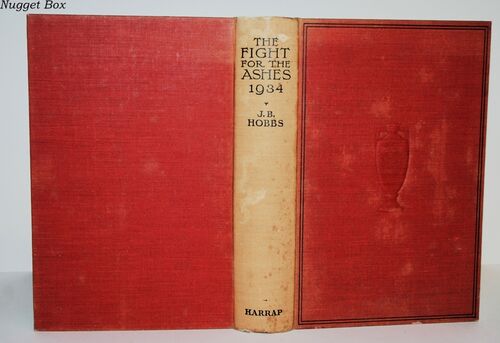 Nugget Box
THE
FIGHT
FOR THE
ASHES
1934
J.B.
HOBBS
HARRAP